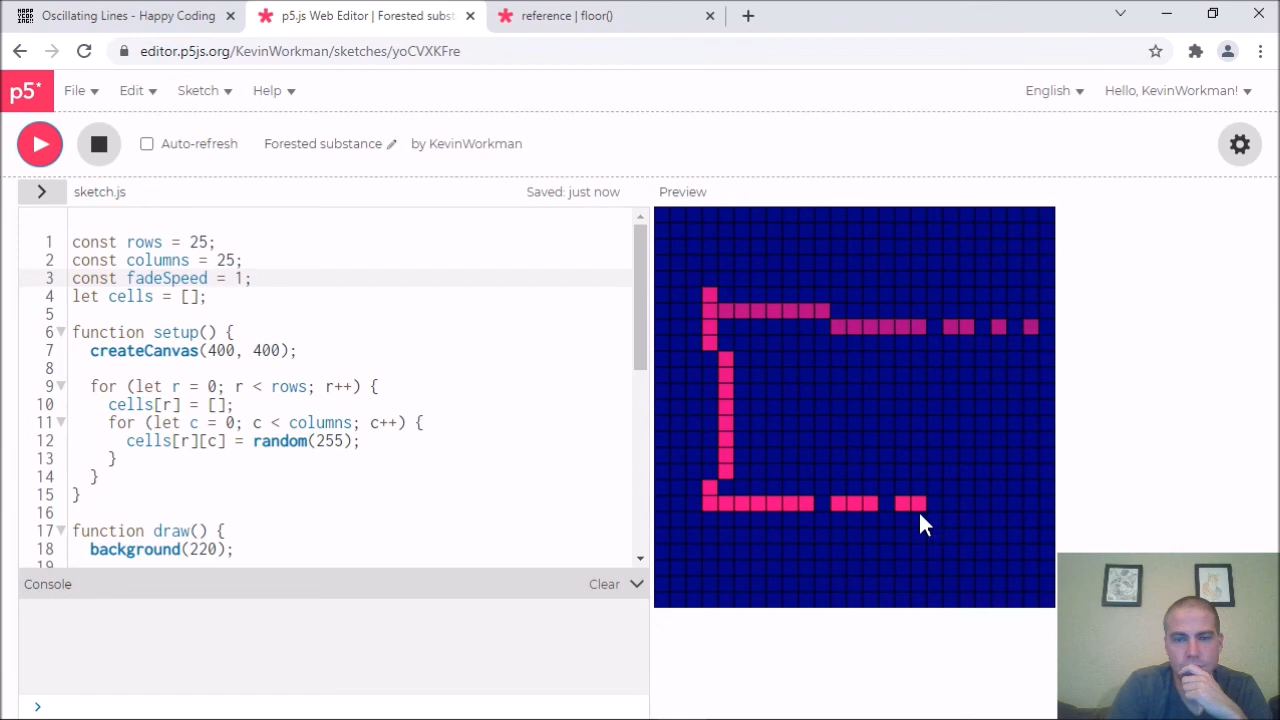 Oscillating Lines - Happy Coding
p5.js Web Editor | Forested subst
reference | floor()
editor.p5js.org/KevinWorkman/sketches/yoCVXKFre
p5*
File
Edit
Sketch
Help
English
Hello, KevinWorkman!
Auto-refresh
Forested substance
by KevinWorkman
sketch.js
Saved: just now
Preview
1 const rows = 25;
2 const columns = 25;
3 const fadeSpeed = 1;
4 let cells = [];
5
6 function setup() {
7 createCanvas(400, 400);
8
9 for (let r = 0; r < rows; r++) {
10 cells[r] = [];
11 for (let c = 0; c < columns; c++) {
12 cells[r][c] = random(255);
13 }
14 }
15 }
16
17 function draw() {
18 background(220);
19
Console
Clear